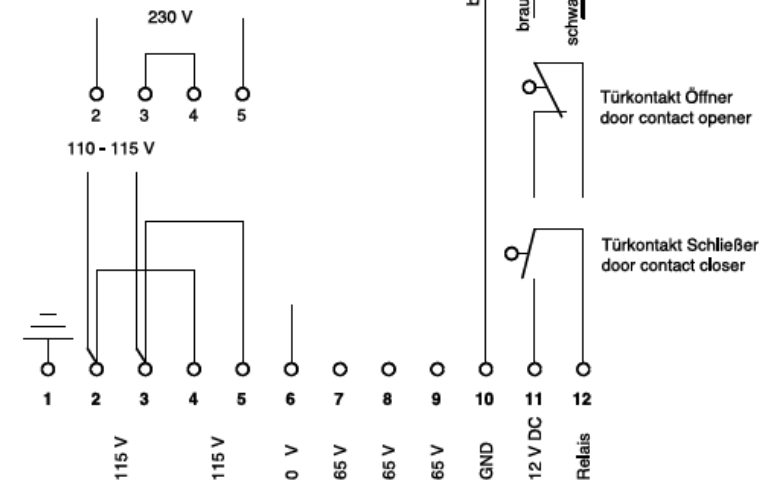 230 V
2 3 4 5
110 - 115 V
Türkontakt Öffner
door contact opener
Türkontakt Schließer
door contact closer
1 2 3 4 5 6 7 8 9 10 11 12
115 V
115 V
0 V
65 V
65 V
65 V
GND
12 V DC
Relais